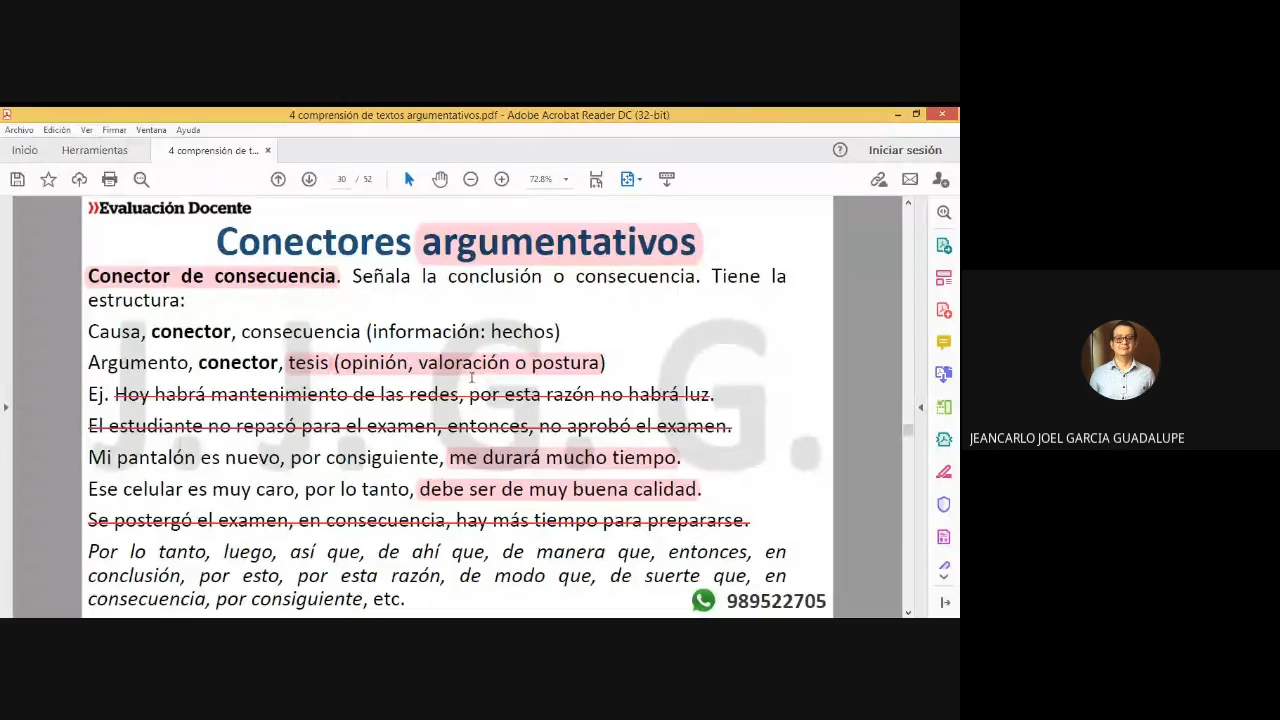 4 comprensión de textos argumentativos.pdf - Adobe Acrobat Reader DC (32-bit)
Archivo Edición Ver Firmar Ventana Ayuda
Inicio Herramientas 4 comprensión de t... × Iniciar sesión
30 / 52 72.8%
»Evaluación Docente
Conectores argumentativos
Conector de consecuencia. Señala la conclusión o consecuencia. Tiene la
estructura:
Causa, conector, consecuencia (información: hechos)
Argumento, conector, tesis (opinión, valoración o postura)
Ej. Hoy habrá mantenimiento de las redes, por esta razón no habrá luz.
El estudiante no repasó para el examen, entonces, no aprobó el examen.
Mi pantalón es nuevo, por consiguiente, me durará mucho tiempo.
Ese celular es muy caro, por lo tanto, debe ser de muy buena calidad.
Se postergó el examen, en consecuencia, hay más tiempo para prepararse.
Por lo tanto, luego, así que, de ahí que, de manera que, entonces, en
conclusión, por esto, por esta razón, de modo que, de suerte que, en
consecuencia, por consiguiente, etc.
989522705
J. J. G. G.
JEANCARLO JOEL GARCIA GUADALUPE